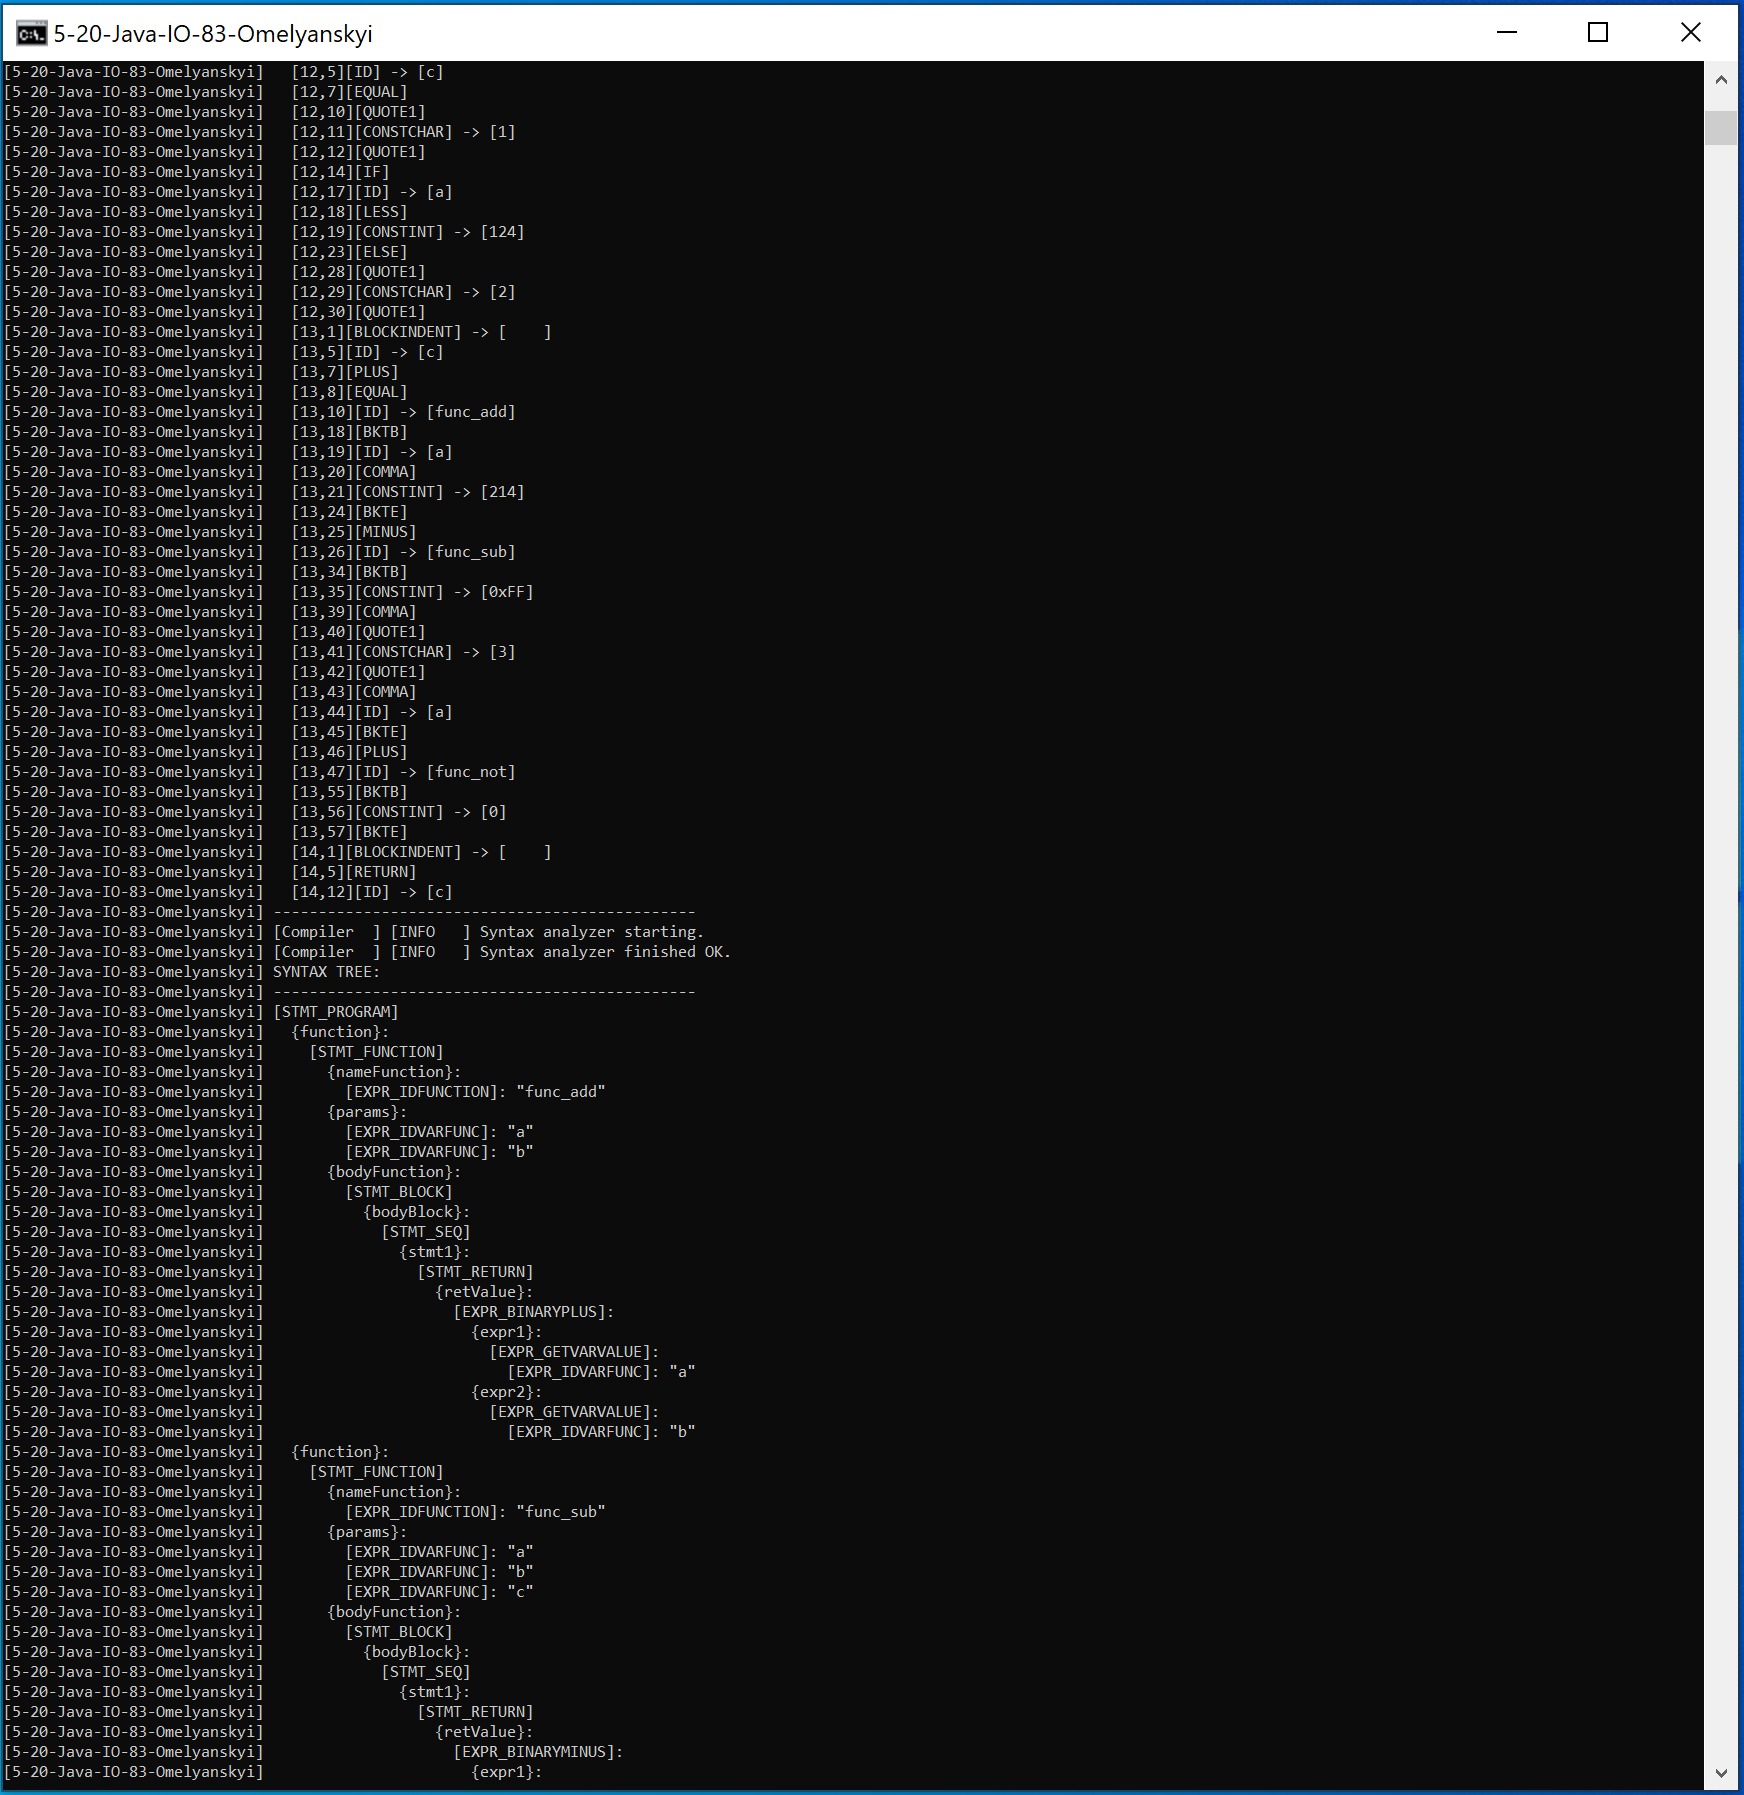 5-20-Java-IO-83-Omelyanskyi
[5-20-Java-IO-83-Omelyanskyi]   [12,5][ID] -> [c]
[5-20-Java-IO-83-Omelyanskyi]   [12,7][EQUAL]
[5-20-Java-IO-83-Omelyanskyi]   [12,10][QUOTE1]
[5-20-Java-IO-83-Omelyanskyi]   [12,11][CONSTCHAR] -> [1]
[5-20-Java-IO-83-Omelyanskyi]   [12,12][QUOTE1]
[5-20-Java-IO-83-Omelyanskyi]   [12,14][IF]
[5-20-Java-IO-83-Omelyanskyi]   [12,17][ID] -> [a]
[5-20-Java-IO-83-Omelyanskyi]   [12,18][LESS]
[5-20-Java-IO-83-Omelyanskyi]   [12,19][CONSTINT] -> [124]
[5-20-Java-IO-83-Omelyanskyi]   [12,23][ELSE]
[5-20-Java-IO-83-Omelyanskyi]   [12,28][QUOTE1]
[5-20-Java-IO-83-Omelyanskyi]   [12,29][CONSTCHAR] -> [2]
[5-20-Java-IO-83-Omelyanskyi]   [12,30][QUOTE1]
[5-20-Java-IO-83-Omelyanskyi]   [13,1][BLOCKINDENT] -> [    ]
[5-20-Java-IO-83-Omelyanskyi]   [13,5][ID] -> [c]
[5-20-Java-IO-83-Omelyanskyi]   [13,7][PLUS]
[5-20-Java-IO-83-Omelyanskyi]   [13,8][EQUAL]
[5-20-Java-IO-83-Omelyanskyi]   [13,10][ID] -> [func_add]
[5-20-Java-IO-83-Omelyanskyi]   [13,18][BKTB]
[5-20-Java-IO-83-Omelyanskyi]   [13,19][ID] -> [a]
[5-20-Java-IO-83-Omelyanskyi]   [13,20][COMMA]
[5-20-Java-IO-83-Omelyanskyi]   [13,21][CONSTINT] -> [214]
[5-20-Java-IO-83-Omelyanskyi]   [13,24][BKTE]
[5-20-Java-IO-83-Omelyanskyi]   [13,25][MINUS]
[5-20-Java-IO-83-Omelyanskyi]   [13,26][ID] -> [func_sub]
[5-20-Java-IO-83-Omelyanskyi]   [13,34][BKTB]
[5-20-Java-IO-83-Omelyanskyi]   [13,35][CONSTINT] -> [0xFF]
[5-20-Java-IO-83-Omelyanskyi]   [13,39][COMMA]
[5-20-Java-IO-83-Omelyanskyi]   [13,40][QUOTE1]
[5-20-Java-IO-83-Omelyanskyi]   [13,41][CONSTCHAR] -> [3]
[5-20-Java-IO-83-Omelyanskyi]   [13,42][QUOTE1]
[5-20-Java-IO-83-Omelyanskyi]   [13,43][COMMA]
[5-20-Java-IO-83-Omelyanskyi]   [13,44][ID] -> [a]
[5-20-Java-IO-83-Omelyanskyi]   [13,45][BKTE]
[5-20-Java-IO-83-Omelyanskyi]   [13,46][PLUS]
[5-20-Java-IO-83-Omelyanskyi]   [13,47][ID] -> [func_not]
[5-20-Java-IO-83-Omelyanskyi]   [13,55][BKTB]
[5-20-Java-IO-83-Omelyanskyi]   [13,56][CONSTINT] -> [0]
[5-20-Java-IO-83-Omelyanskyi]   [13,57][BKTE]
[5-20-Java-IO-83-Omelyanskyi]   [14,1][BLOCKINDENT] -> [    ]
[5-20-Java-IO-83-Omelyanskyi]   [14,5][RETURN]
[5-20-Java-IO-83-Omelyanskyi]   [14,12][ID] -> [c]
[5-20-Java-IO-83-Omelyanskyi] -----------------------------------------------
[5-20-Java-IO-83-Omelyanskyi] [Compiler  ] [INFO   ] Syntax analyzer starting.
[5-20-Java-IO-83-Omelyanskyi] [Compiler  ] [INFO   ] Syntax analyzer finished OK.
[5-20-Java-IO-83-Omelyanskyi] SYNTAX TREE:
[5-20-Java-IO-83-Omelyanskyi] -----------------------------------------------
[5-20-Java-IO-83-Omelyanskyi] [STMT_PROGRAM]
[5-20-Java-IO-83-Omelyanskyi]   {function}:
[5-20-Java-IO-83-Omelyanskyi]     [STMT_FUNCTION]
[5-20-Java-IO-83-Omelyanskyi]       {nameFunction}:
[5-20-Java-IO-83-Omelyanskyi]         [EXPR_IDFUNCTION]: "func_add"
[5-20-Java-IO-83-Omelyanskyi]       {params}:
[5-20-Java-IO-83-Omelyanskyi]         [EXPR_IDVARFUNC]: "a"
[5-20-Java-IO-83-Omelyanskyi]         [EXPR_IDVARFUNC]: "b"
[5-20-Java-IO-83-Omelyanskyi]       {bodyFunction}:
[5-20-Java-IO-83-Omelyanskyi]         [STMT_BLOCK]
[5-20-Java-IO-83-Omelyanskyi]           {bodyBlock}:
[5-20-Java-IO-83-Omelyanskyi]             [STMT_SEQ]
[5-20-Java-IO-83-Omelyanskyi]               {stmt1}:
[5-20-Java-IO-83-Omelyanskyi]                 [STMT_RETURN]
[5-20-Java-IO-83-Omelyanskyi]                   {retValue}:
[5-20-Java-IO-83-Omelyanskyi]                     [EXPR_BINARYPLUS]:
[5-20-Java-IO-83-Omelyanskyi]                       {expr1}:
[5-20-Java-IO-83-Omelyanskyi]                         [EXPR_GETVARVALUE]:
[5-20-Java-IO-83-Omelyanskyi]                           [EXPR_IDVARFUNC]: "a"
[5-20-Java-IO-83-Omelyanskyi]                       {expr2}:
[5-20-Java-IO-83-Omelyanskyi]                         [EXPR_GETVARVALUE]:
[5-20-Java-IO-83-Omelyanskyi]                           [EXPR_IDVARFUNC]: "b"
[5-20-Java-IO-83-Omelyanskyi]   {function}:
[5-20-Java-IO-83-Omelyanskyi]     [STMT_FUNCTION]
[5-20-Java-IO-83-Omelyanskyi]       {nameFunction}:
[5-20-Java-IO-83-Omelyanskyi]         [EXPR_IDFUNCTION]: "func_sub"
[5-20-Java-IO-83-Omelyanskyi]       {params}:
[5-20-Java-IO-83-Omelyanskyi]         [EXPR_IDVARFUNC]: "a"
[5-20-Java-IO-83-Omelyanskyi]         [EXPR_IDVARFUNC]: "b"
[5-20-Java-IO-83-Omelyanskyi]         [EXPR_IDVARFUNC]: "c"
[5-20-Java-IO-83-Omelyanskyi]       {bodyFunction}:
[5-20-Java-IO-83-Omelyanskyi]         [STMT_BLOCK]
[5-20-Java-IO-83-Omelyanskyi]           {bodyBlock}:
[5-20-Java-IO-83-Omelyanskyi]             [STMT_SEQ]
[5-20-Java-IO-83-Omelyanskyi]               {stmt1}:
[5-20-Java-IO-83-Omelyanskyi]                 [STMT_RETURN]
[5-20-Java-IO-83-Omelyanskyi]                   {retValue}:
[5-20-Java-IO-83-Omelyanskyi]                     [EXPR_BINARYMINUS]:
[5-20-Java-IO-83-Omelyanskyi]                       {expr1}: